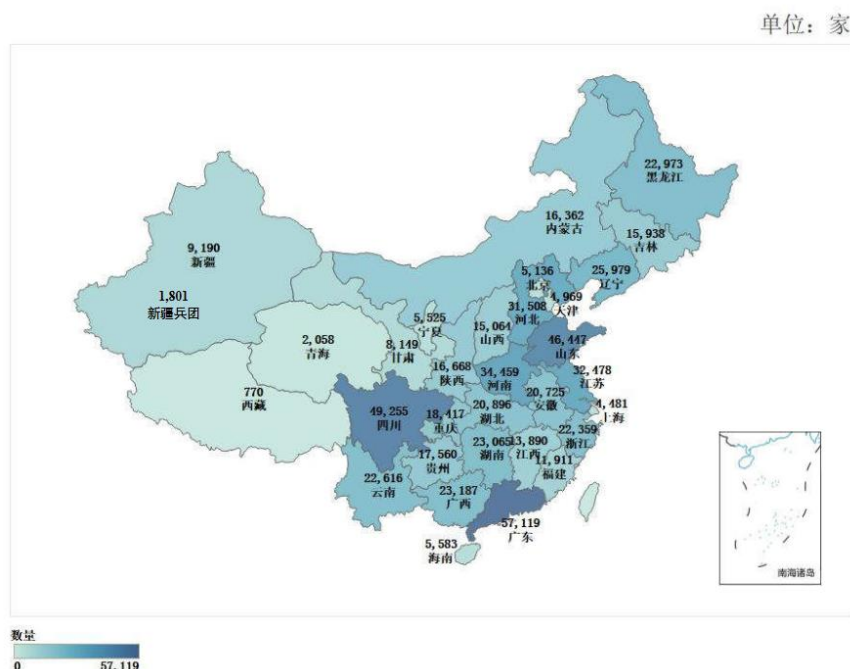 单位：家
22,973
黑龙江
16,362
内蒙古
15,938
吉林
9,190
新疆
5,136
北京
25,979
辽宁
1,801
新疆兵团
4,969
天津
31,508
河北
5,525
宁夏
15,064
山西
46,447
山东
2,058
青海
8,149
甘肃
16,668
陕西
34,459
河南
32,478
江苏
770
西藏
20,725
安徽
4,481
上海
49,255
四川
18,417
重庆
20,896
湖北
22,359
浙江
23,065
湖南
13,890
江西
17,560
贵州
11,911
福建
22,616
云南
23,187
广西
57,119
广东
5,583
海南
南海诸岛
数量
0
57,119